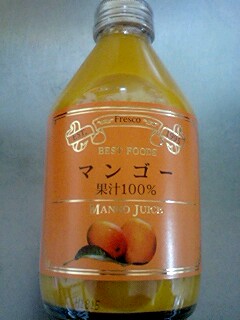 Fresco
BEST FOODS
マンゴー
果汁100%
MANGO JUICE